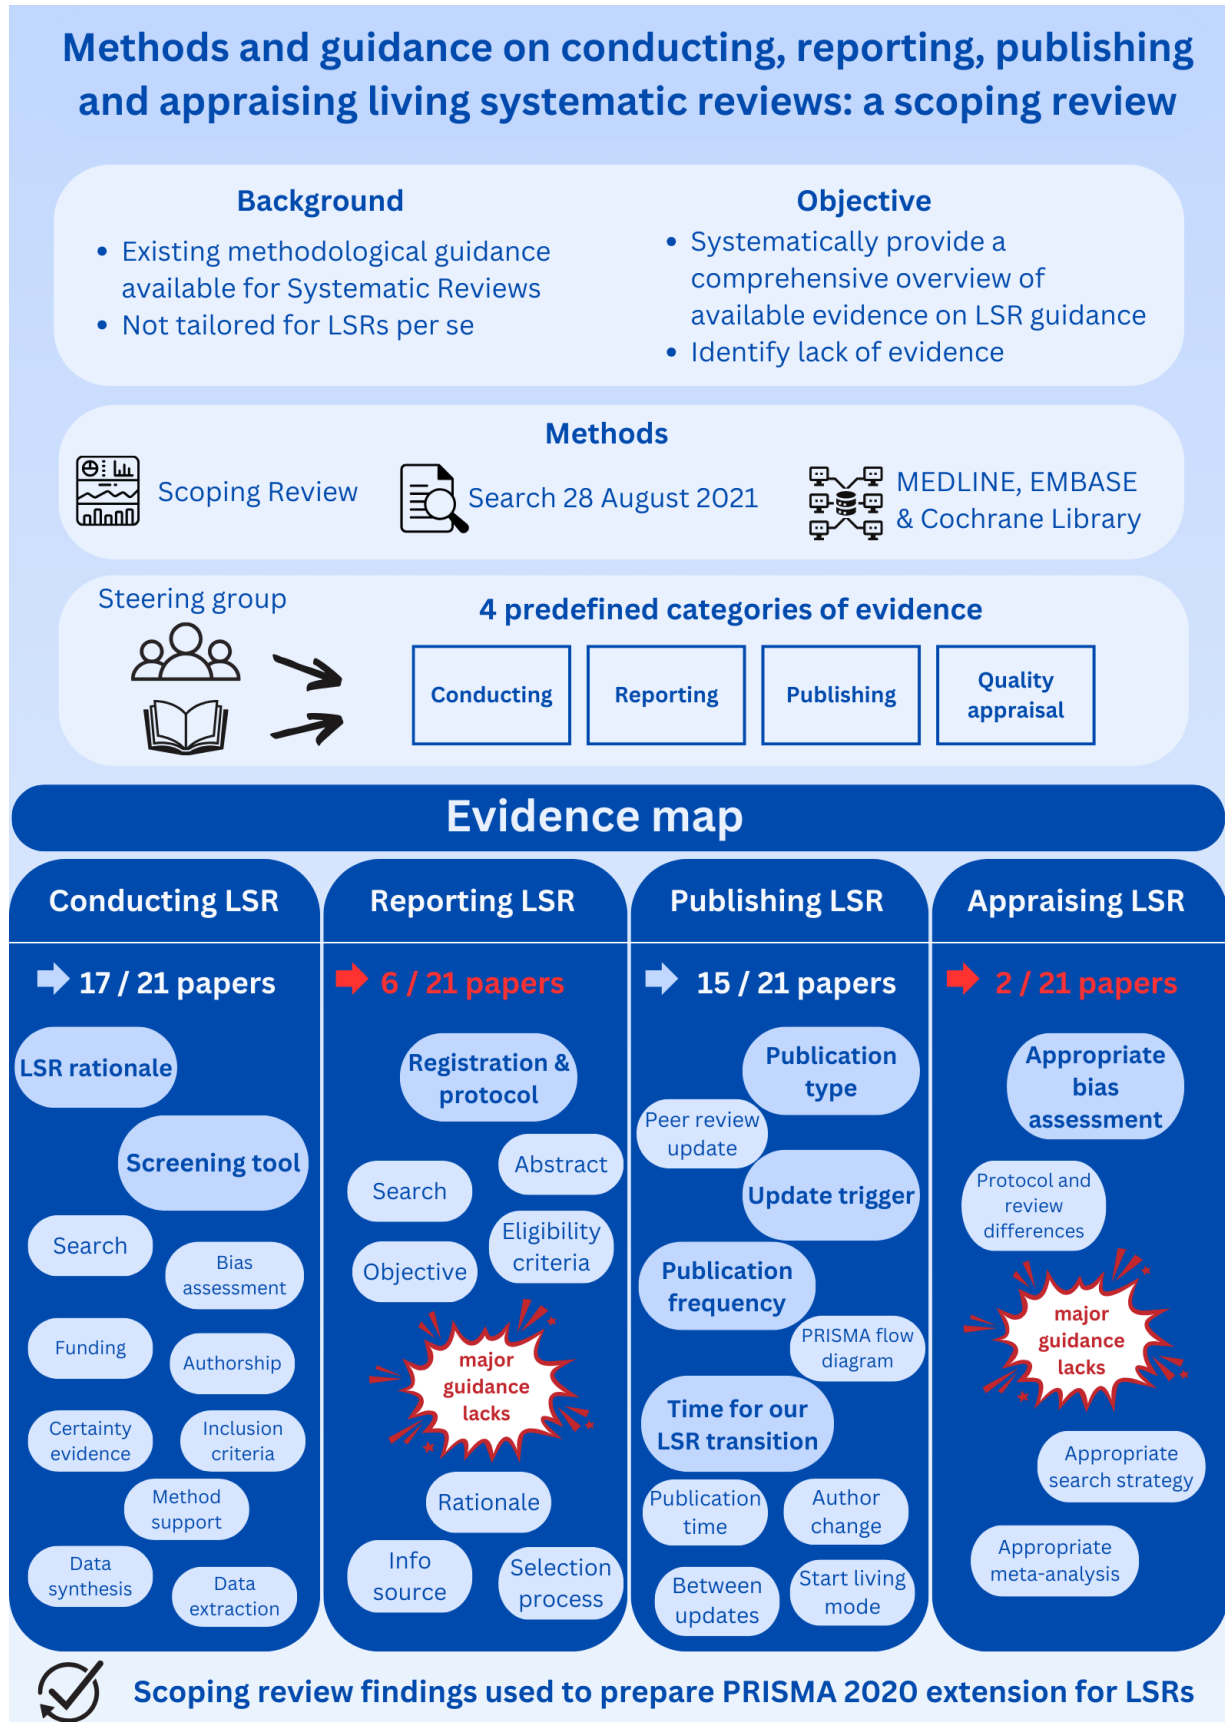 Methods and guidance on conducting, reporting, publishing
and appraising living systematic reviews: a scoping review
Background
• Existing methodological guidance
available for Systematic Reviews
• Not tailored for LSRs per se
Objective
• Systematically provide a
comprehensive overview of
available evidence on LSR guidance
• Identify lack of evidence
Methods
Scoping Review
Search 28 August 2021
MEDLINE, EMBASE
& Cochrane Library
Steering group
4 predefined categories of evidence
Conducting
Reporting
Publishing
Quality
appraisal
Evidence map
Conducting LSR
17 / 21 papers
LSR rationale
Screening tool
Search
Bias
assessment
Funding
Authorship
Certainty
evidence
Inclusion
criteria
Method
support
Data
synthesis
Data
extraction
Reporting LSR
6 / 21 papers
Registration &
protocol
Abstract
Search
Eligibility
criteria
Objective
major
guidance
lacks
Rationale
Info
source
Selection
process
Publishing LSR
15 / 21 papers
Publication
type
Peer review
update
Update trigger
Publication
frequency
PRISMA flow
diagram
Time for our
LSR transition
Publication
time
Author
change
Between
updates
Start living
mode
Appraising LSR
2 / 21 papers
Appropriate
bias
assessment
Protocol and
review
differences
major
guidance
lacks
Appropriate
search strategy
Appropriate
meta-analysis
Scoping review findings used to prepare PRISMA 2020 extension for LSRs